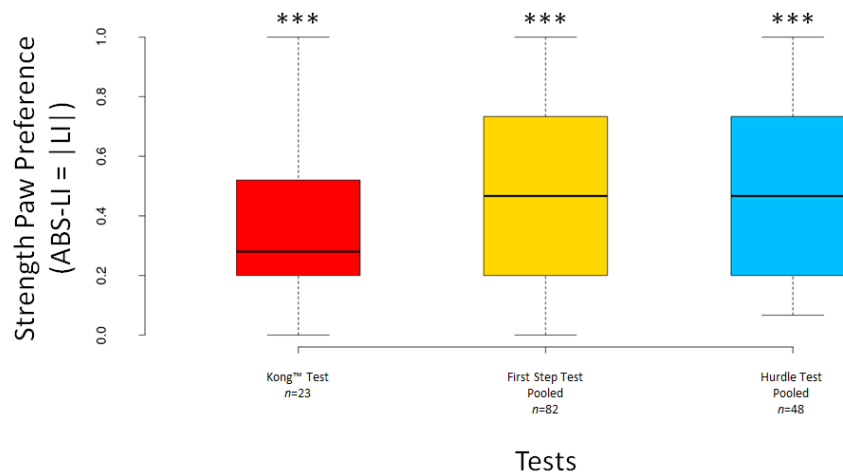 *** *** ***
Strength Paw Preference
(ABS-LI = |LI|)
1.0
0.8
0.6
0.4
0.2
0.0
Kong™ Test
n=23
First Step Test
Pooled
n=82
Hurdle Test
Pooled
n=48
Tests